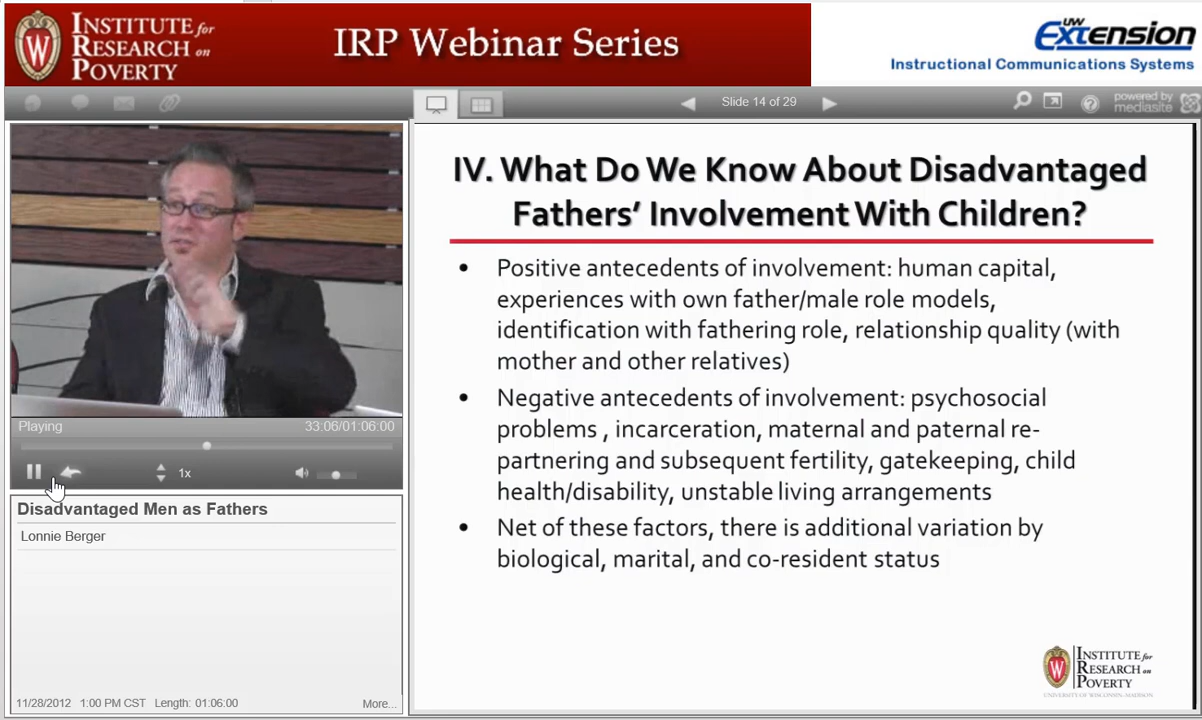 INSTITUTE for
RESEARCH on
POVERTY
IRP Webinar Series
UW
Extension
Instructional Communications Systems
Slide 14 of 29
powered by
mediasite
IV. What Do We Know About Disadvantaged
Fathers' Involvement With Children?
• Positive antecedents of involvement: human capital,
experiences with own father/male role models,
identification with fathering role, relationship quality (with
mother and other relatives)
• Negative antecedents of involvement: psychosocial
problems , incarceration, maternal and paternal re-
partnering and subsequent fertility, gatekeeping, child
health/disability, unstable living arrangements
• Net of these factors, there is additional variation by
biological, marital, and co-resident status
INSTITUTE for
RESEARCH on
POVERTY
UNIVERSITY OF WISCONSIN-MADISON
Playing
33:06/01:06:00
1x
Disadvantaged Men as Fathers
Lonnie Berger
11/28/2012 1:00 PM CST Length: 01:06:00
More...